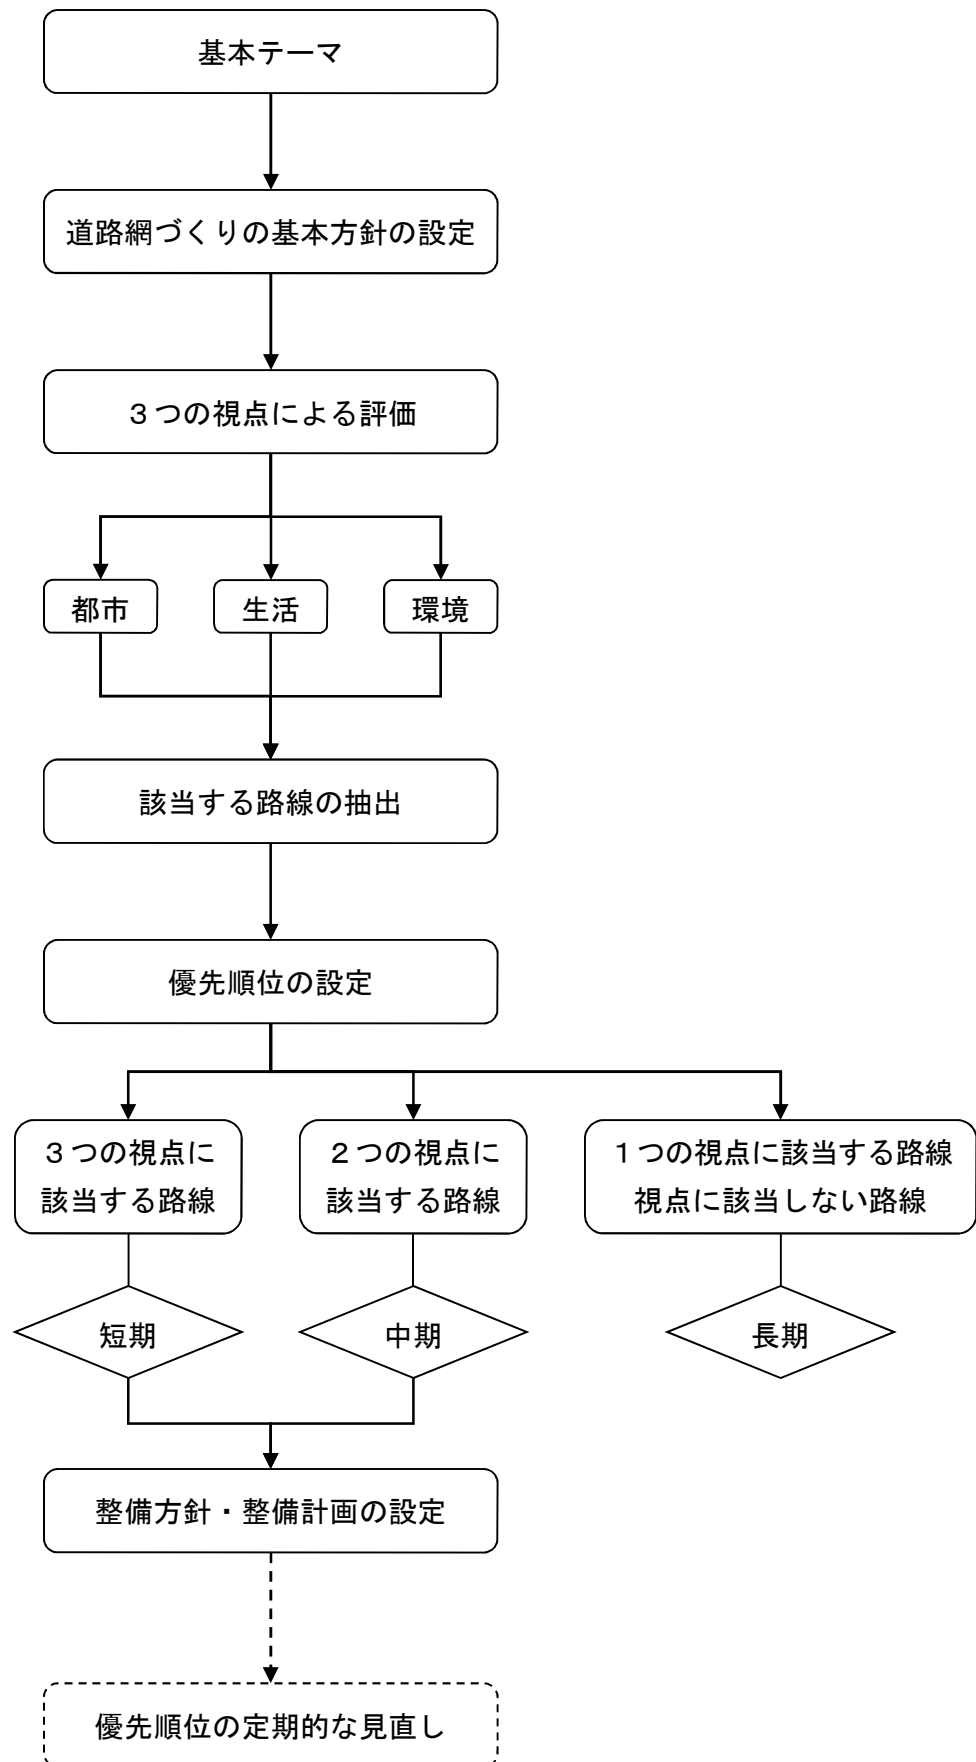 基本テーマ
道路網づくりの基本方針の設定
３つの視点による評価
都市
生活
環境
該当する路線の抽出
優先順位の設定
３つの視点に
該当する路線
２つの視点に
該当する路線
１つの視点に該当する路線
視点に該当しない路線
短期
中期
長期
整備方針・整備計画の設定
優先順位の定期的な見直し